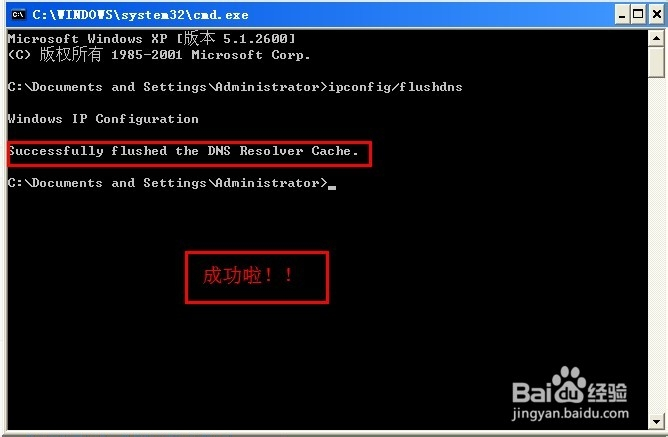 C:\WINDOWS\system32\cmd.exe
Microsoft Windows XP [版本 5.1.2600]
(C) 版权所有 1985-2001 Microsoft Corp.
C:\Documents and Settings\Administrator>ipconfig/flushdns
Windows IP Configuration
Successfully flushed the DNS Resolver Cache.
C:\Documents and Settings\Administrator>_
成功啦！！
Baidu经验
jingyan.baidu.com